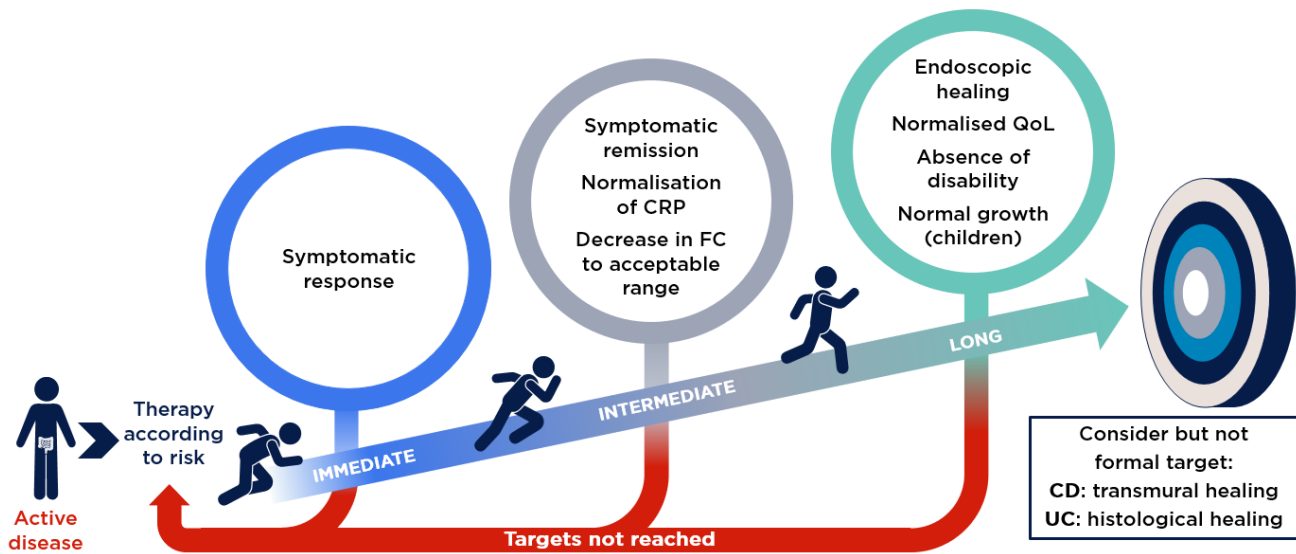 Active
disease
Therapy
according
to risk
IMMEDIATE
Symptomatic
response
INTERMEDIATE
Symptomatic
remission
Normalisation
of CRP
Decrease in FC
to acceptable
range
LONG
Endoscopic
healing
Normalised QoL
Absence of
disability
Normal growth
(children)
Targets not reached
Consider but not
formal target:
CD: transmural healing
UC: histological healing